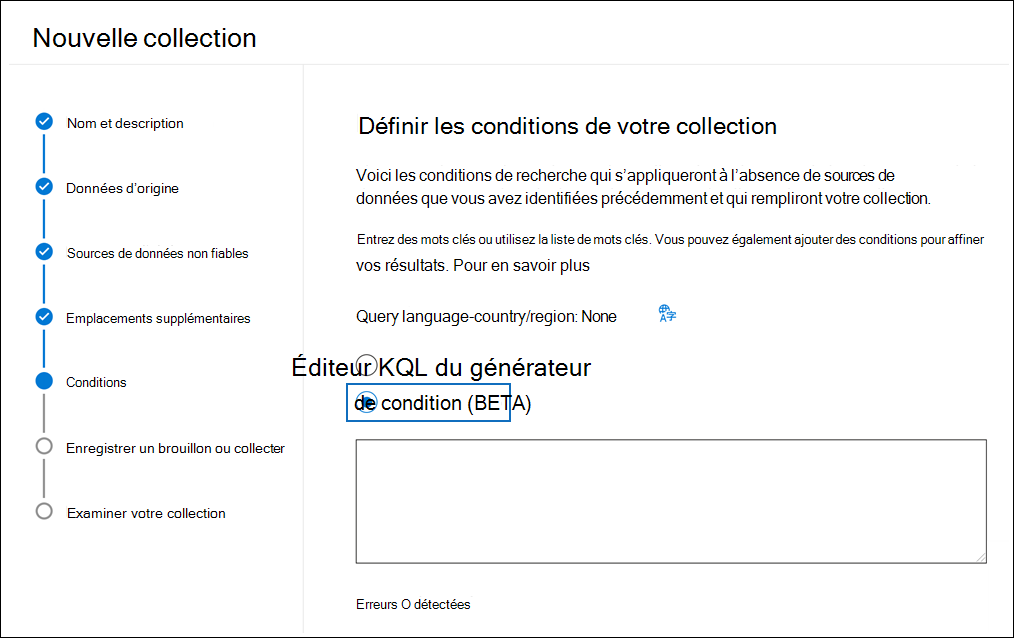 Nouvelle collection
Nom et description
Données d'origine
Sources de données non fiables
Emplacements supplémentaires
Conditions
Enregistrer un brouillon ou collecter
Examiner votre collection
Définir les conditions de votre collection
Voici les conditions de recherche qui s'appliqueront à l'absence de sources de
données que vous avez identifiées précédemment et qui rempliront votre collection.
Entrez des mots clés ou utilisez la liste de mots clés. Vous pouvez également ajouter des conditions pour affiner
vos résultats. Pour en savoir plus
Query language-country/region: None
Éditeur KQL du générateur
de condition (BETA)
Erreurs O détectées